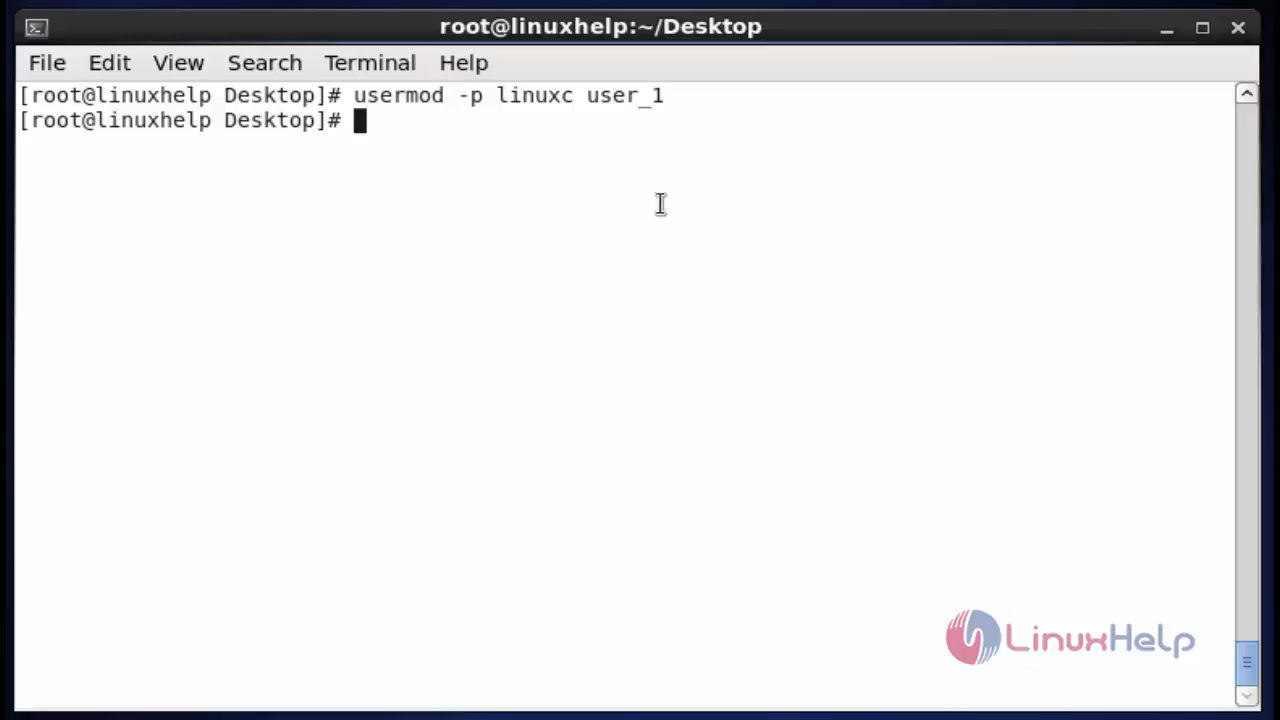 root@linuxhelp:~/Desktop
File Edit View Search Terminal Help
[root@linuxhelp Desktop]# usermod -p linuxc user_1
[root@linuxhelp Desktop]#
LinuxHelp